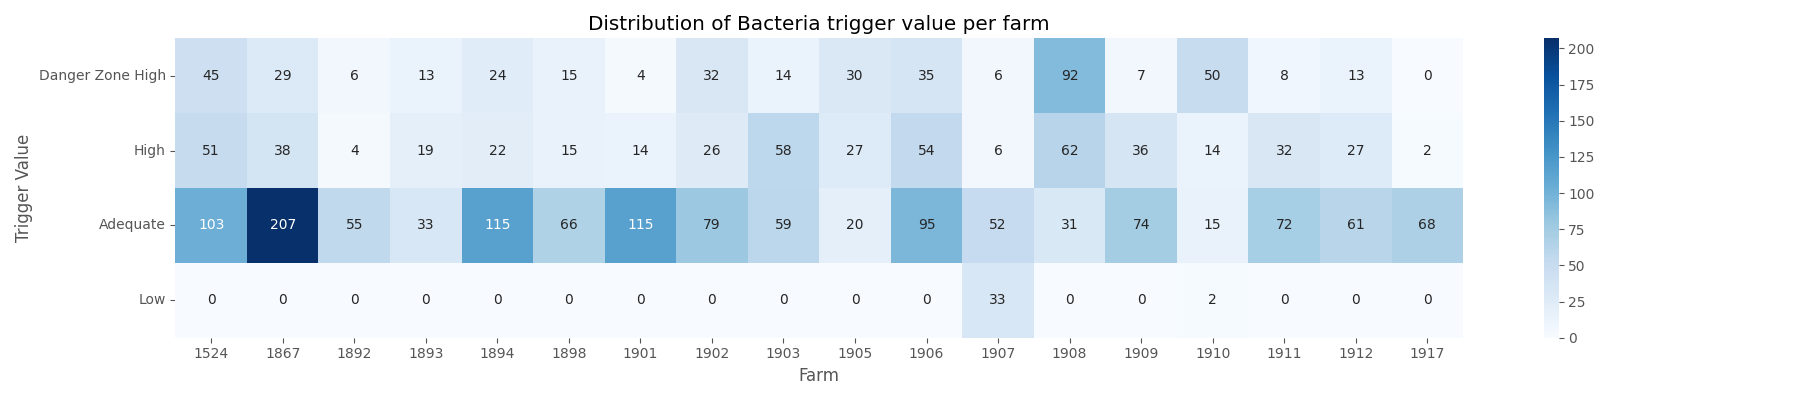 Distribution of Bacteria trigger value per farm
Trigger Value
Danger Zone High 45 29 6 13 24 15 4 32 14 30 35 6 92 7 50 8 13 0
High 51 38 4 19 22 15 14 26 58 27 54 6 62 36 14 32 27 2
Adequate 103 207 55 33 115 66 115 79 59 20 95 52 31 74 15 72 61 68
Low 0 0 0 0 0 0 0 0 0 0 0 33 0 0 2 0 0 0
1524 1867 1892 1893 1894 1898 1901 1902 1903 1905 1906 1907 1908 1909 1910 1911 1912 1917
Farm
200
175
150
125
100
75
50
25
0